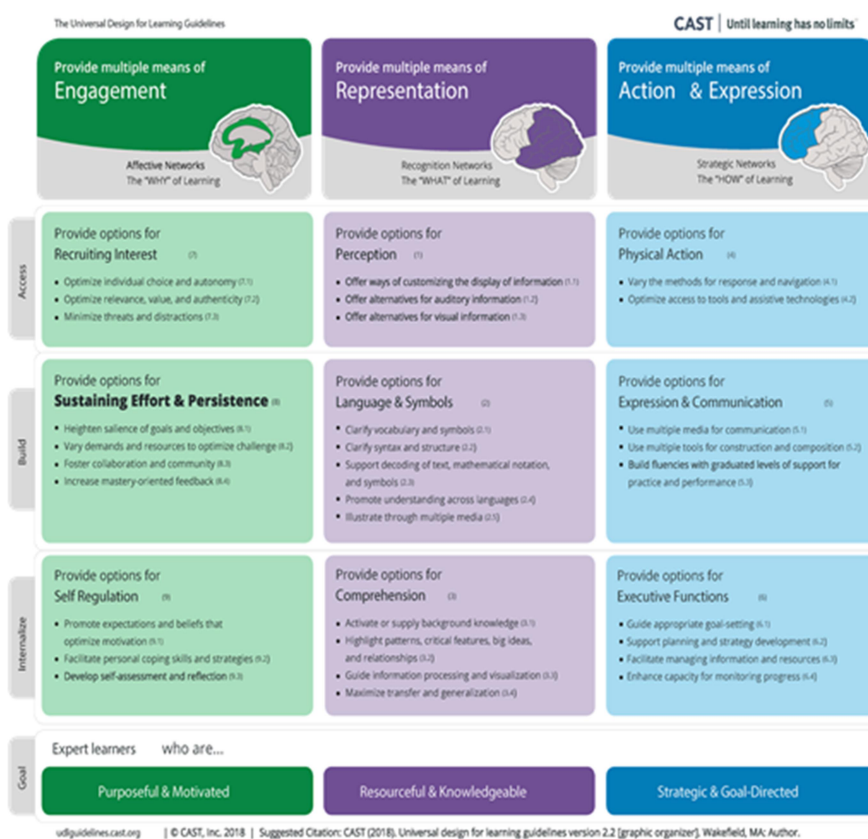 The Universal Design for Learning Guidelines
CAST | Until learning has no limits
Provide multiple means of
Engagement
Affective Networks
The "WHY" of Learning
Provide multiple means of
Representation
Recognition Networks
The "WHAT" of Learning
Provide multiple means of
Action & Expression
Strategic Networks
The "HOW" of Learning
Access
Provide options for
Recruiting Interest (7)
▪ Optimize individual choice and autonomy (7.1)
▪ Optimize relevance, value, and authenticity (7.2)
▪ Minimize threats and distractions (7.3)
Provide options for
Perception (1)
▪ Offer ways of customizing the display of information (1.1)
▪ Offer alternatives for auditory information (1.2)
▪ Offer alternatives for visual information (1.3)
Provide options for
Physical Action (4)
▪ Vary the methods for response and navigation (4.1)
▪ Optimize access to tools and assistive technologies (4.2)
Build
Provide options for
Sustaining Effort & Persistence (8)
▪ Heighten salience of goals and objectives (8.1)
▪ Vary demands and resources to optimize challenge (8.2)
▪ Foster collaboration and community (8.3)
▪ Increase mastery-oriented feedback (8.4)
Provide options for
Language & Symbols (2)
▪ Clarify vocabulary and symbols (2.1)
▪ Clarify syntax and structure (2.2)
▪ Support decoding of text, mathematical notation,
and symbols (2.3)
▪ Promote understanding across languages (2.4)
▪ Illustrate through multiple media (2.5)
Provide options for
Expression & Communication (5)
▪ Use multiple media for communication (5.1)
▪ Use multiple tools for construction and composition (5.2)
▪ Build fluencies with graduated levels of support for
practice and performance (5.3)
Internalize
Provide options for
Self Regulation (9)
▪ Promote expectations and beliefs that
optimize motivation (9.1)
▪ Facilitate personal coping skills and strategies (9.2)
▪ Develop self-assessment and reflection (9.3)
Provide options for
Comprehension (3)
▪ Activate or supply background knowledge (3.1)
▪ Highlight patterns, critical features, big ideas,
and relationships (3.2)
▪ Guide information processing and visualization (3.3)
▪ Maximize transfer and generalization (3.4)
Provide options for
Executive Functions (6)
▪ Guide appropriate goal-setting (6.1)
▪ Support planning and strategy development (6.2)
▪ Facilitate managing information and resources (6.3)
▪ Enhance capacity for monitoring progress (6.4)
Goal
Expert learners who are...
Purposeful & Motivated
Resourceful & Knowledgeable
Strategic & Goal-Directed
udlguidelines.cast.org | © CAST, Inc. 2018 | Suggested Citation: CAST (2018). Universal design for learning guidelines version 2.2 [graphic organizer]. Wakefield, MA: Author.